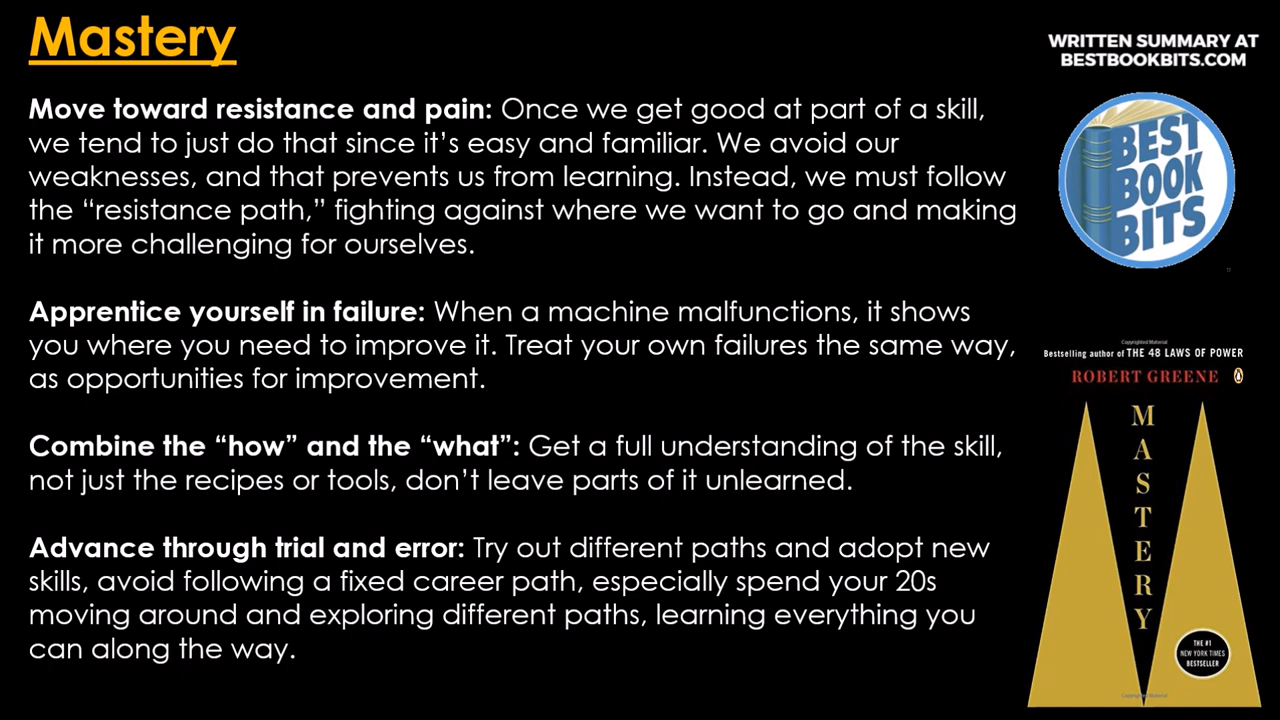 Mastery
WRITTEN SUMMARY AT
BESTBOOKBITS.COM
Move toward resistance and pain: Once we get good at part of a skill,
we tend to just do that since it’s easy and familiar. We avoid our
weaknesses, and that prevents us from learning. Instead, we must follow
the “resistance path,” fighting against where we want to go and making
it more challenging for ourselves.
Apprentice yourself in failure: When a machine malfunctions, it shows
you where you need to improve it. Treat your own failures the same way,
as opportunities for improvement.
Combine the “how” and the “what”: Get a full understanding of the skill,
not just the recipes or tools, don’t leave parts of it unlearned.
Advance through trial and error: Try out different paths and adopt new
skills, avoid following a fixed career path, especially spend your 20s
moving around and exploring different paths, learning everything you
can along the way.
BEST
BOOK
BITS
Copyrighted Material
Bestselling author of THE 48 LAWS OF POWER
ROBERT GREENE
MASTERY
THE #1
NEW YORK TIMES
BESTSELLER
Copyrighted Material